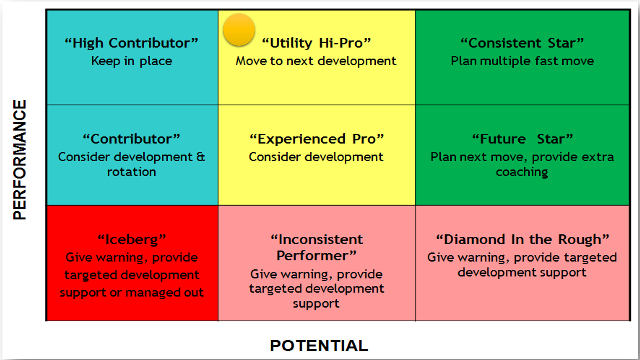 “High Contributor”
Keep in place
“Utility Hi-Pro”
Move to next development
“Consistent Star”
Plan multiple fast move
“Contributor”
Consider development &
rotation
“Experienced Pro”
Consider development
“Future Star”
Plan next move, provide extra
coaching
“Iceberg”
Give warning, provide
targeted development
support or managed out
“Inconsistent
Performer”
Give warning, provide
targeted development
support
“Diamond In the Rough”
Give warning, provide targeted
development support
PERFORMANCE
POTENTIAL